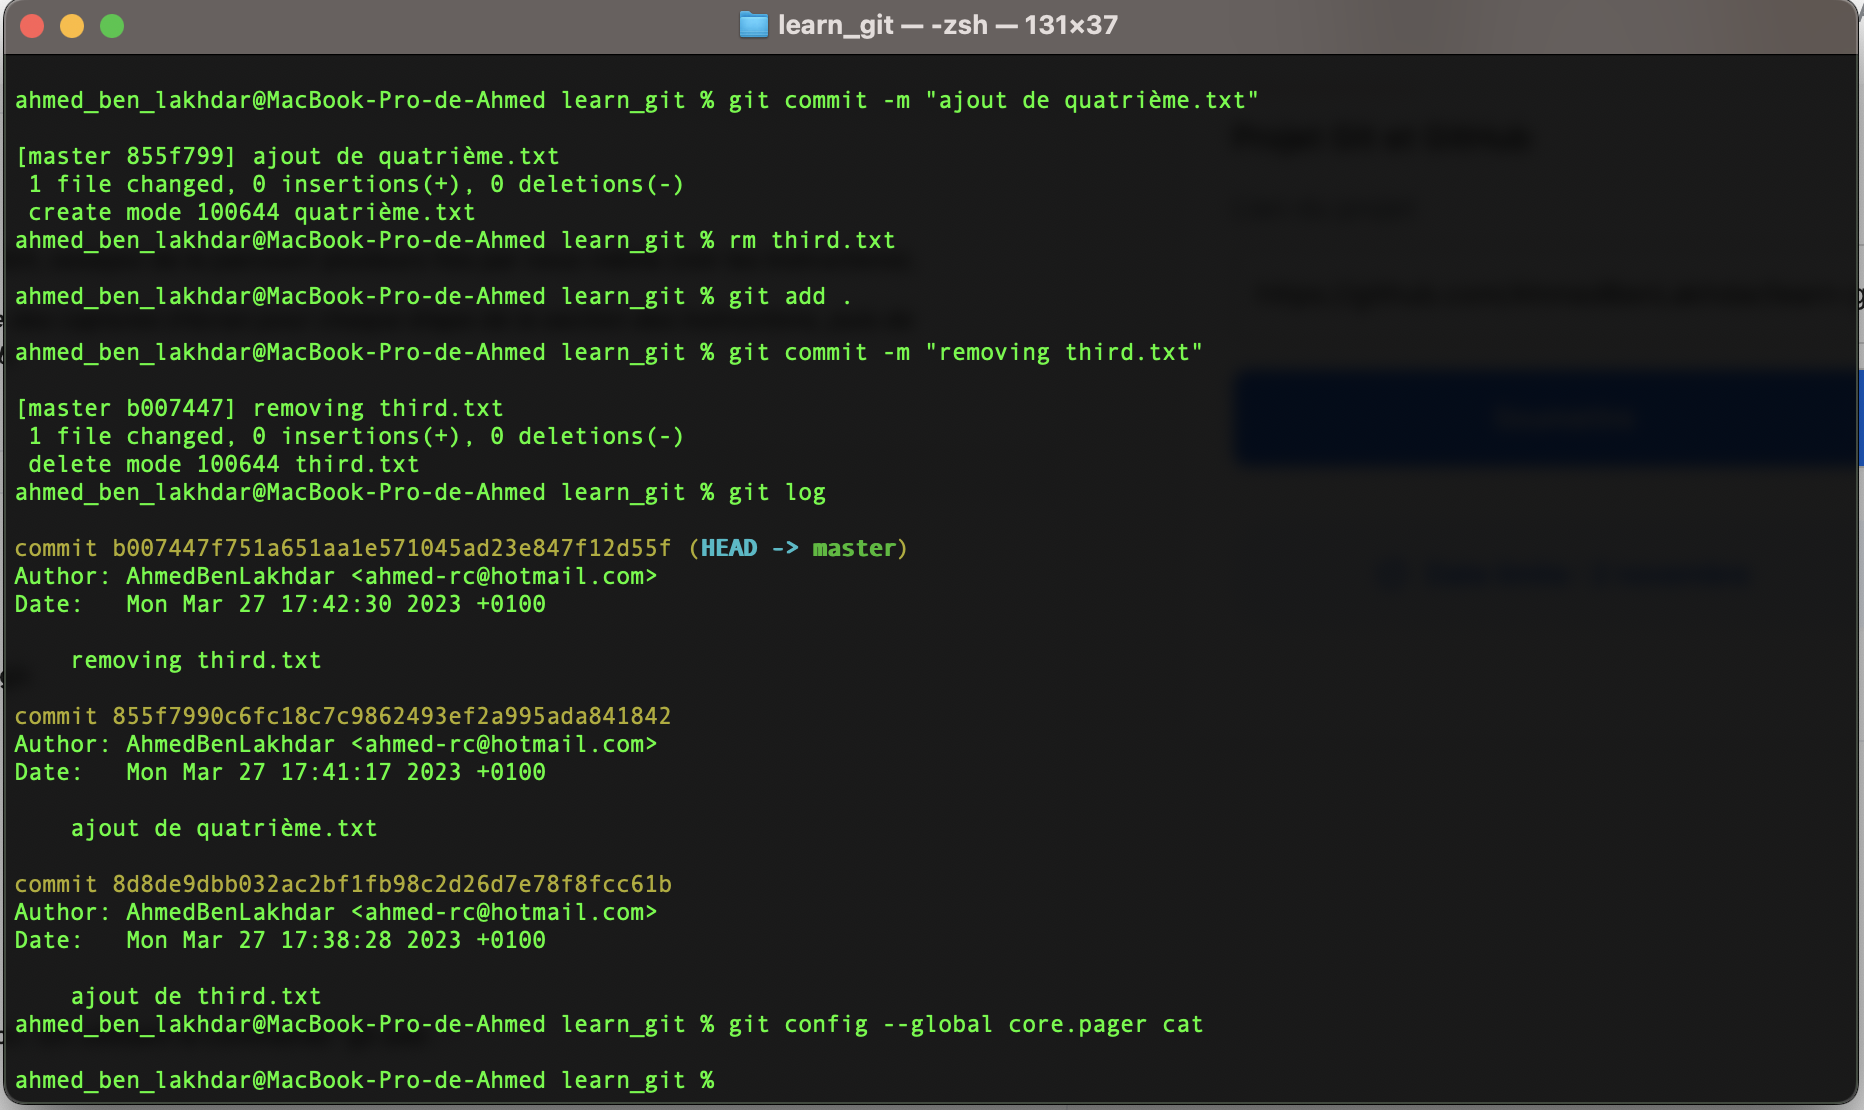 learn_git — -zsh — 131×37
ahmed_ben_lakhdar@MacBook-Pro-de-Ahmed learn_git % git commit -m "ajout de quatrième.txt"
[master 855f799] ajout de quatrième.txt
 1 file changed, 0 insertions(+), 0 deletions(-)
 create mode 100644 quatrième.txt
ahmed_ben_lakhdar@MacBook-Pro-de-Ahmed learn_git % rm third.txt
ahmed_ben_lakhdar@MacBook-Pro-de-Ahmed learn_git % git add .
ahmed_ben_lakhdar@MacBook-Pro-de-Ahmed learn_git % git commit -m "removing third.txt"
[master b007447] removing third.txt
 1 file changed, 0 insertions(+), 0 deletions(-)
 delete mode 100644 third.txt
ahmed_ben_lakhdar@MacBook-Pro-de-Ahmed learn_git % git log
commit b007447f751a651aa1e571045ad23e847f12d55f (HEAD -> master)
Author: AhmedBenLakhdar <ahmed-rc@hotmail.com>
Date:   Mon Mar 27 17:42:30 2023 +0100
    removing third.txt
commit 855f7990c6fc18c7c9862493ef2a995ada841842
Author: AhmedBenLakhdar <ahmed-rc@hotmail.com>
Date:   Mon Mar 27 17:41:17 2023 +0100
    ajout de quatrième.txt
commit 8d8de9dbb032ac2bf1fb98c2d26d7e78f8fcc61b
Author: AhmedBenLakhdar <ahmed-rc@hotmail.com>
Date:   Mon Mar 27 17:38:28 2023 +0100
    ajout de third.txt
ahmed_ben_lakhdar@MacBook-Pro-de-Ahmed learn_git % git config --global core.pager cat
ahmed_ben_lakhdar@MacBook-Pro-de-Ahmed learn_git %